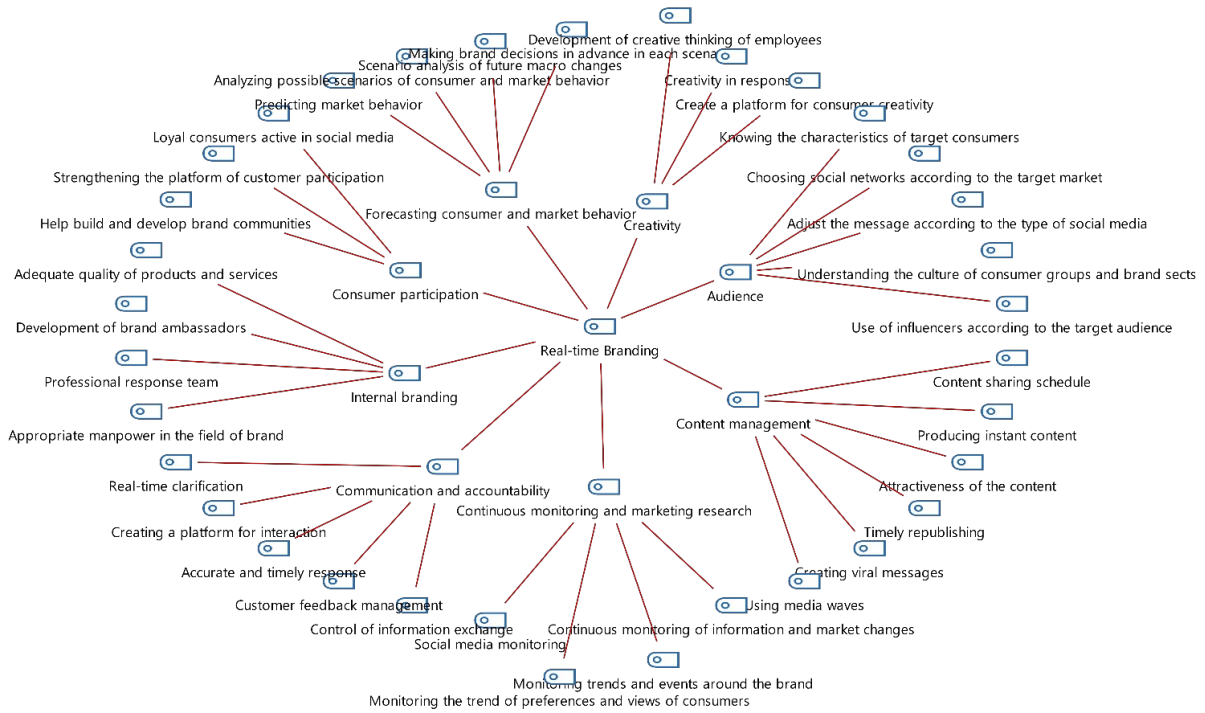 Development of creative thinking of employees
Making brand decisions in advance in each scena
Scenario analysis of future macro changes
Analyzing possible scenarios of consumer and market behavior
Creativity in respons
Predicting market behavior
Create a platform for consumer creativity
Loyal consumers active in social media
Knowing the characteristics of target consumers
Strengthening the platform of customer participation
Choosing social networks according to the target market
Forecasting consumer and market behavior
Help build and develop brand communities
Creativity
Adjust the message according to the type of social media
Adequate quality of products and services
Understanding the culture of consumer groups and brand sects
Consumer participation
Audience
Development of brand ambassadors
Use of influencers according to the target audience
Real-time Branding
Professional response team
Content sharing schedule
Internal branding
Content management
Appropriate manpower in the field of brand
Producing instant content
Real-time clarification
Attractiveness of the content
Communication and accountability
Continuous monitoring and marketing research
Creating a platform for interaction
Timely republishing
Accurate and timely response
Creating viral messages
Customer feedback management
Using media waves
Control of information exchange
Continuous monitoring of information and market changes
Social media monitoring
Monitoring trends and events around the brand
Monitoring the trend of preferences and views of consumers